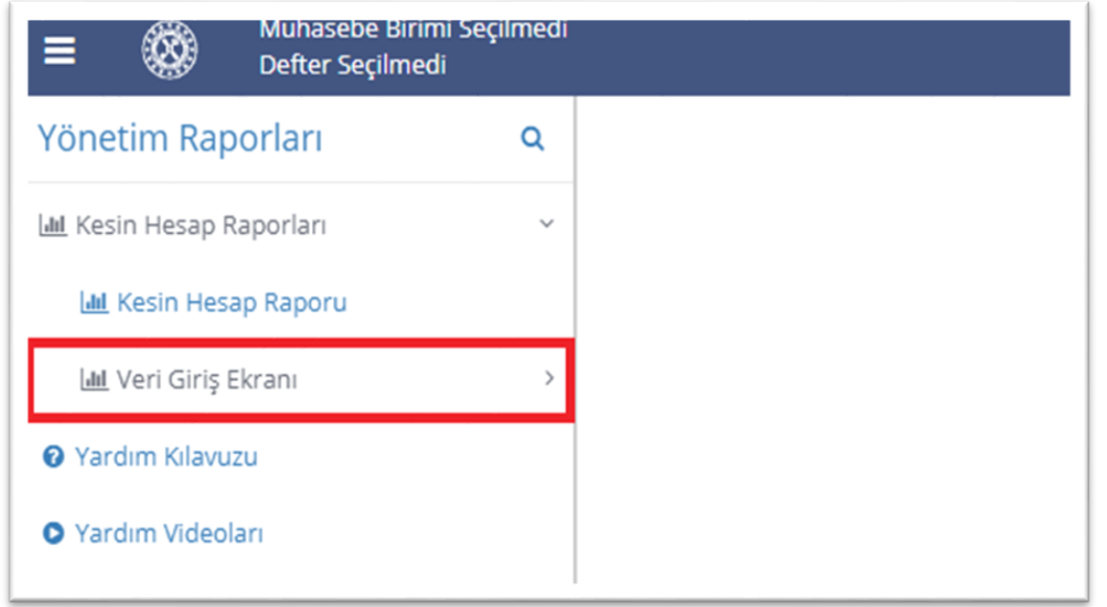 Muhasebe Birimi Seçilmedi
Defter Seçilmedi
Yönetim Raporları
Kesin Hesap Raporları
Kesin Hesap Raporu
Veri Giriş Ekranı
Yardım Kılavuzu
Yardım Videoları